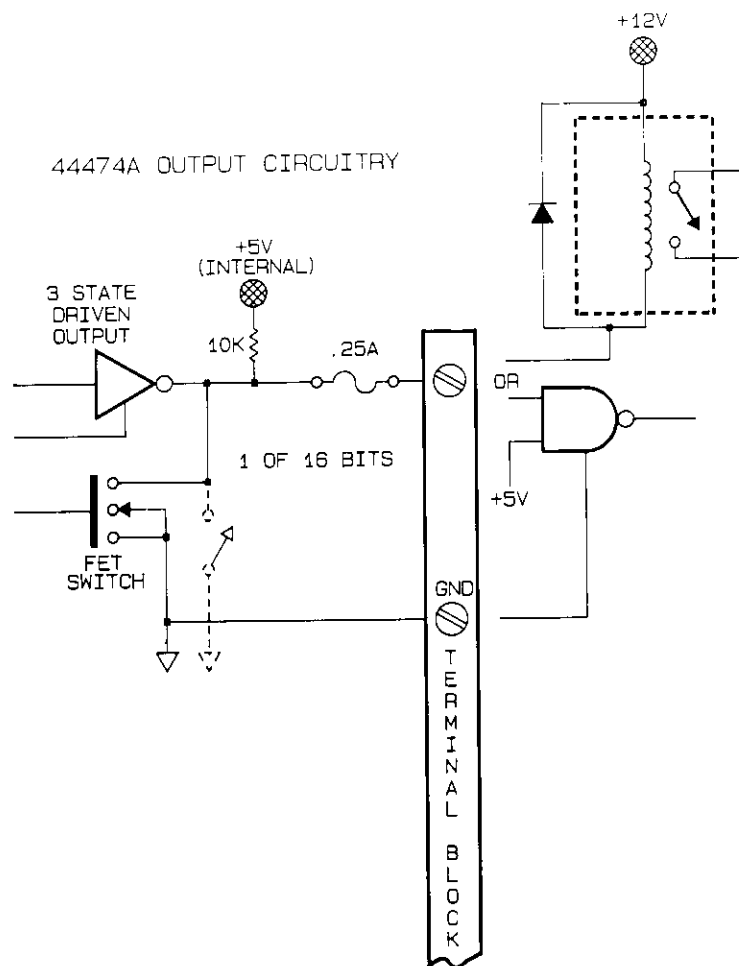 +12V
44474A OUTPUT CIRCUITRY
+5V
(INTERNAL)
3 STATE
DRIVEN
OUTPUT
10K
.25A
OR
1 OF 16 BITS
+5V
FET
SWITCH
GND
TERMINAL BLOCK